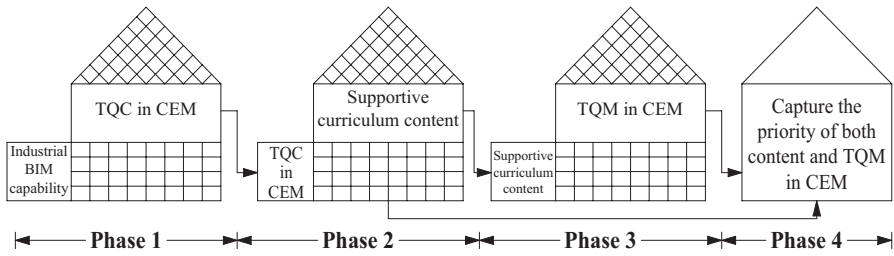 TQC in CEM
Industrial
BIM
capability
Supportive
curriculum content
TQC
in
CEM
TQM in CEM
Supportive
curriculum
content
Capture the
priority of both
content and TQM
in CEM
Phase 1
Phase 2
Phase 3
Phase 4